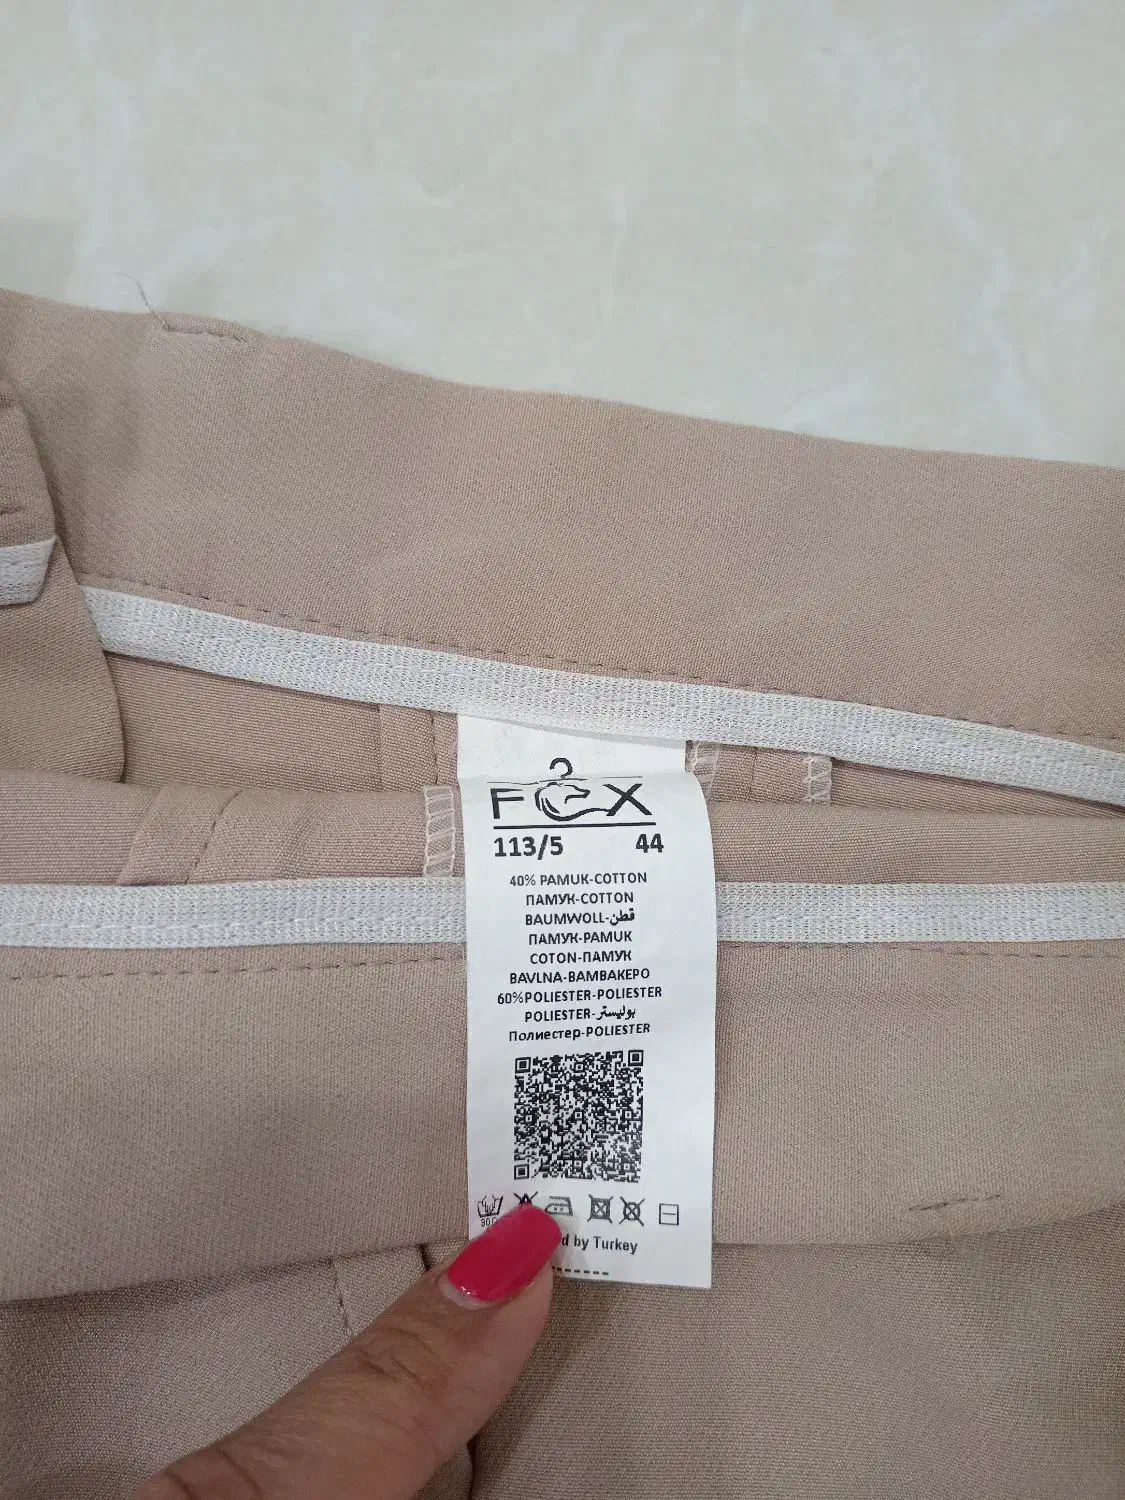 FOX
113/5 44
40% PAMUK-COTTON
ПАМУК-COTTON
BAUMWOLL-قطن
ПАМУК-PAMUK
COTON-ПАМУК
BAVLNA-BAMBAKEPO
60%POLIESTER-POLIESTER
POLIESTER-بوليستر
Полиестер-POLIESTER
by Turkey